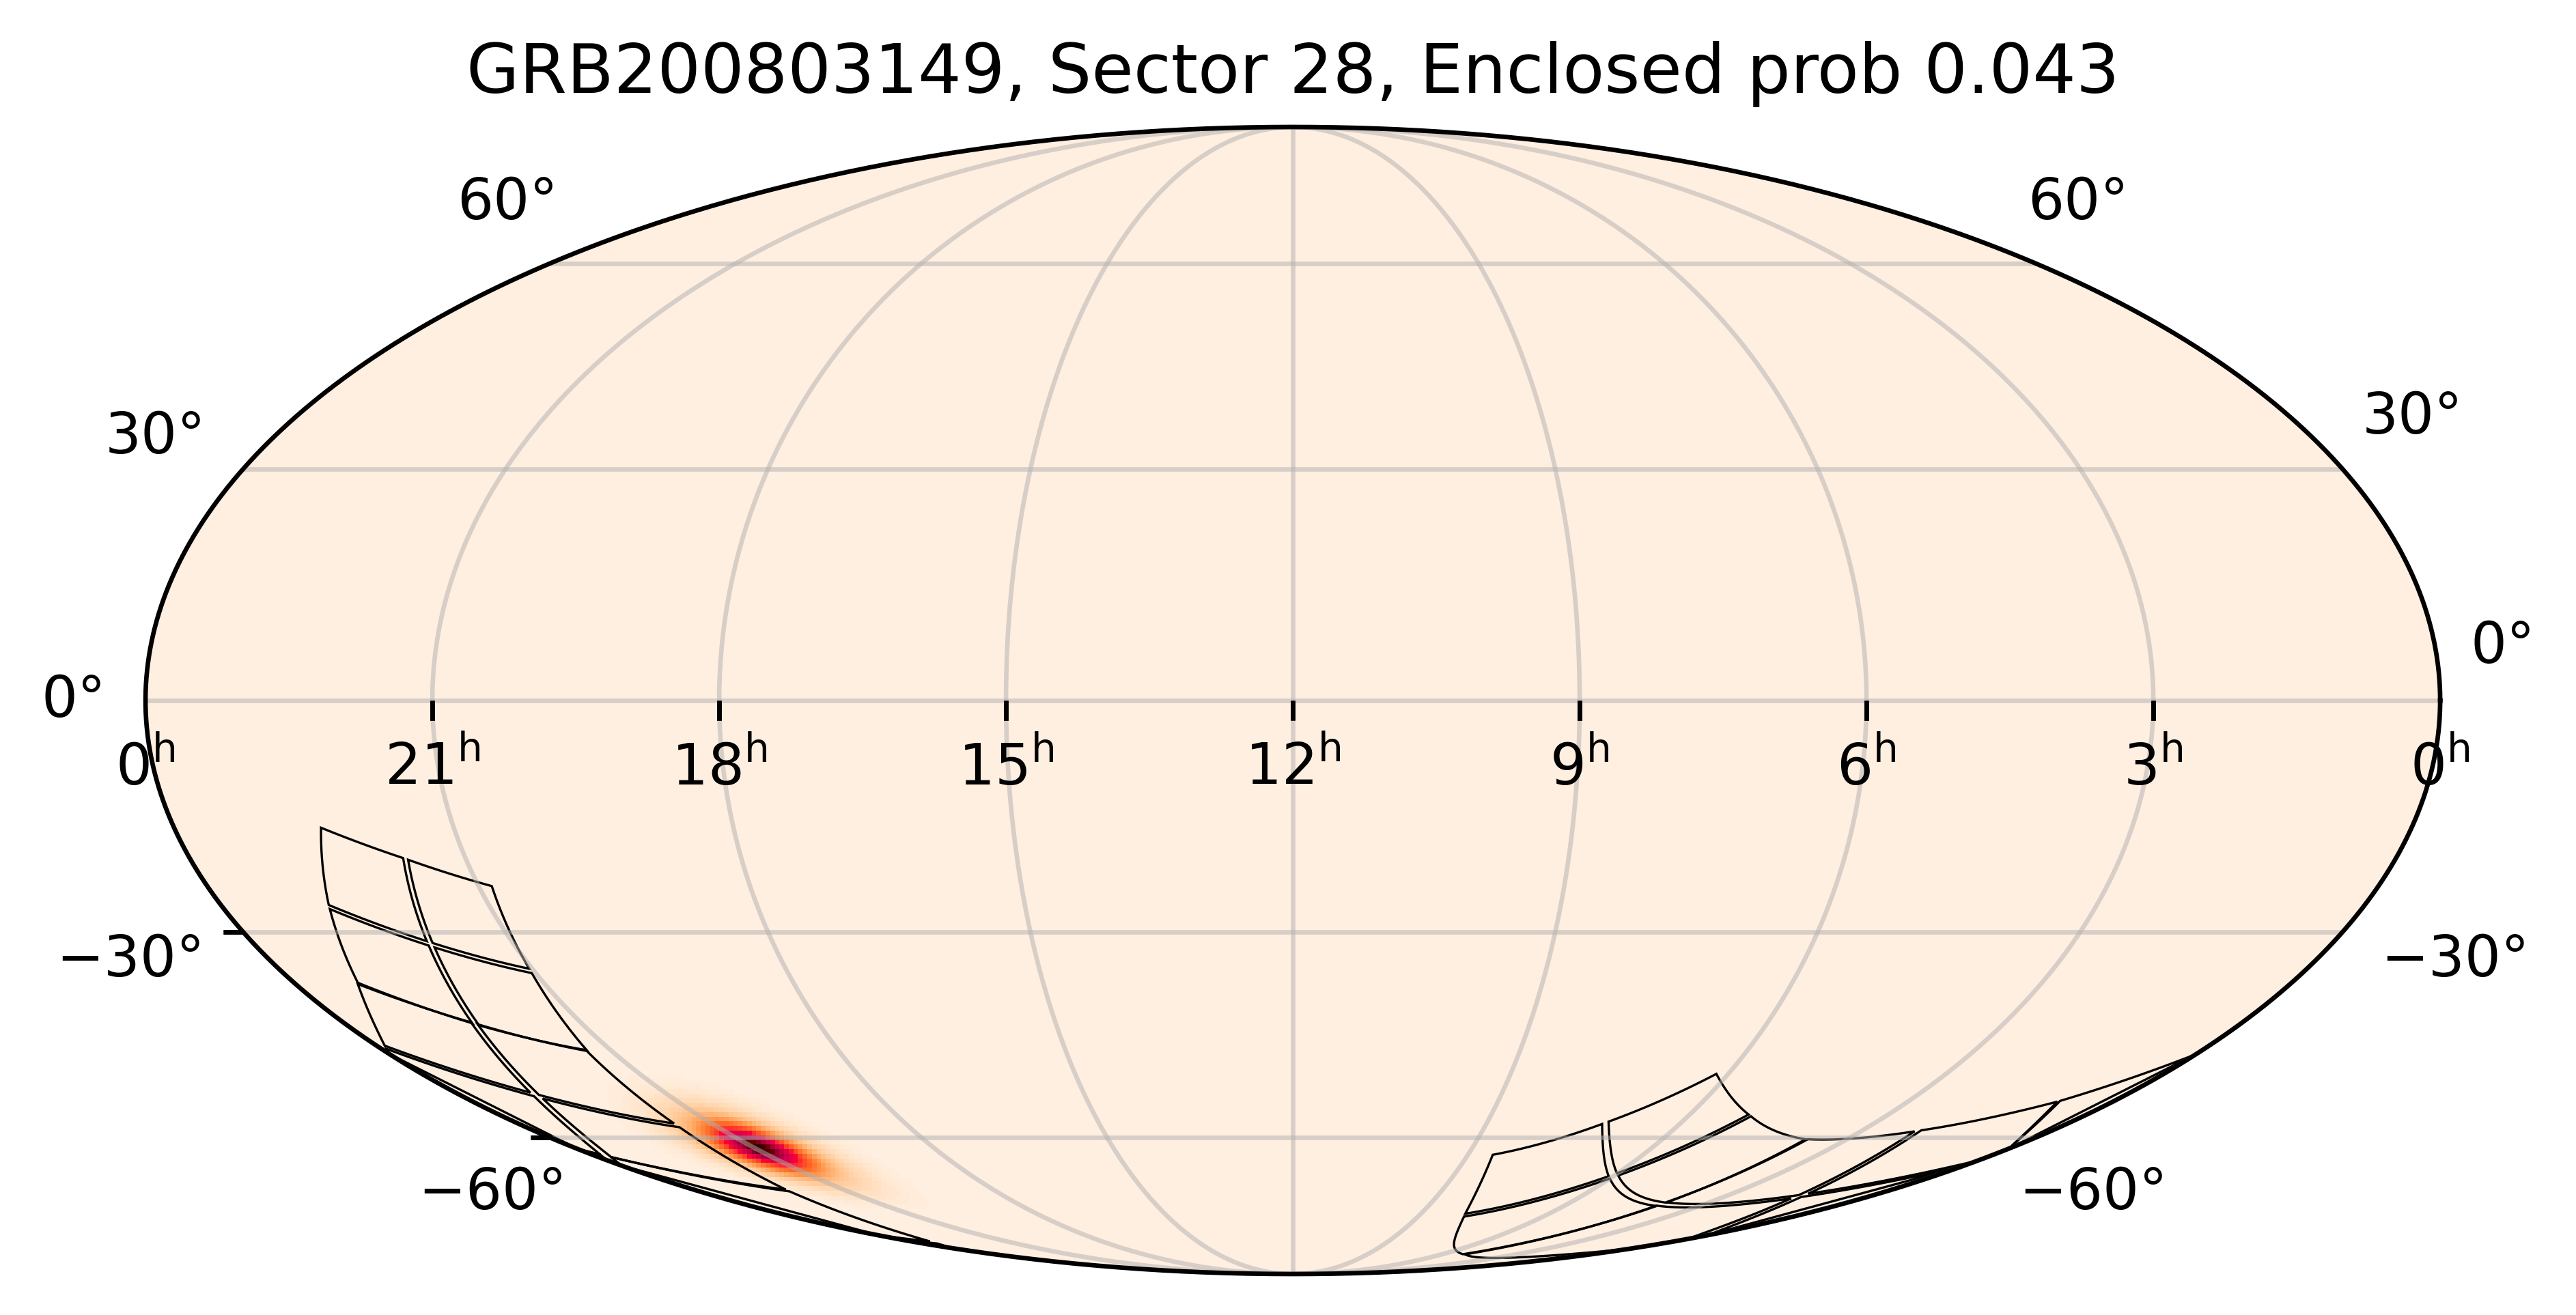 GRB200803149, Sector 28, Enclosed prob 0.043
60° 60°
30° 30°
0° 0°
0h 21h 18h 15h 12h 9h 6h 3h 0h
−30° −30°
−60° −60°